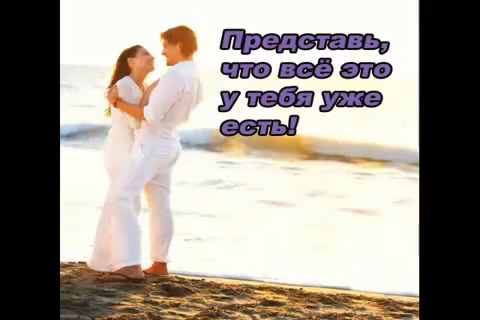 Представь,
что всё это
у тебя уже
есть!